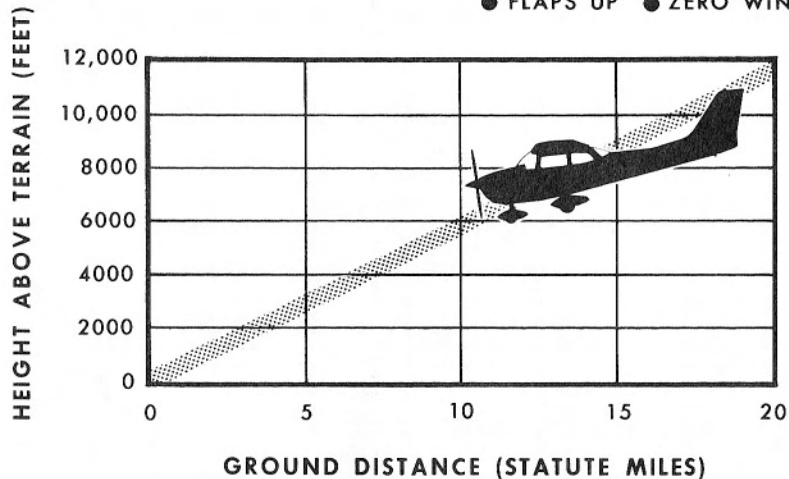 ● FLAPS UP ● ZERO
HEIGHT ABOVE TERRAIN (FEET)
12,000
10,000
8000
6000
4000
2000
0
0 5 10 15 20
GROUND DISTANCE (STATUTE MILES)